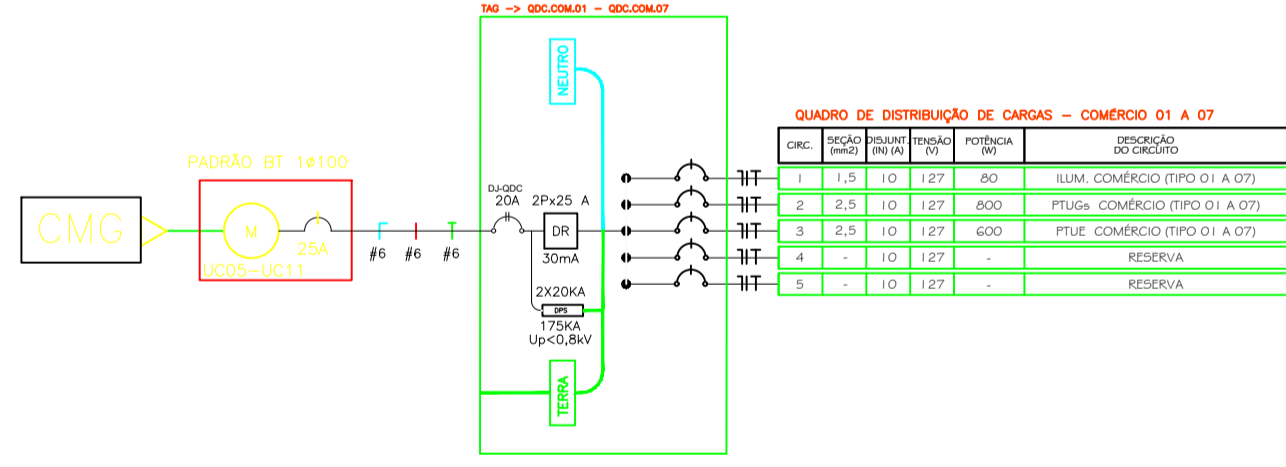 TAG -> QDC.COM.01 - QDC.COM.07
NEUTRO
QUADRO DE DISTRIBUIÇÃO DE CARGAS - COMÉRCIO 01 A 07
CIRC. SEÇÃO (mm2) DISJUNT. (IN) (A) TENSÃO (V) POTÊNCIA (W) DESCRIÇÃO DO CIRCUITO
1 1,5 10 127 80 ILUM. COMÉRCIO (TIPO 01 A 07)
2 2,5 10 127 800 PTUGs COMÉRCIO (TIPO 01 A 07)
3 2,5 10 127 600 PTUE COMÉRCIO (TIPO 01 A 07)
4 - 10 127 - RESERVA
5 - 10 127 - RESERVA
PADRÃO BT 1ø100
CMG
M
25A
UC05-UC11
#6 #6 #6
DJ-QDC
20A
2Px25 A
DR
30mA
2X20KA
DPS
175KA
Up<0,8kV
TERRA